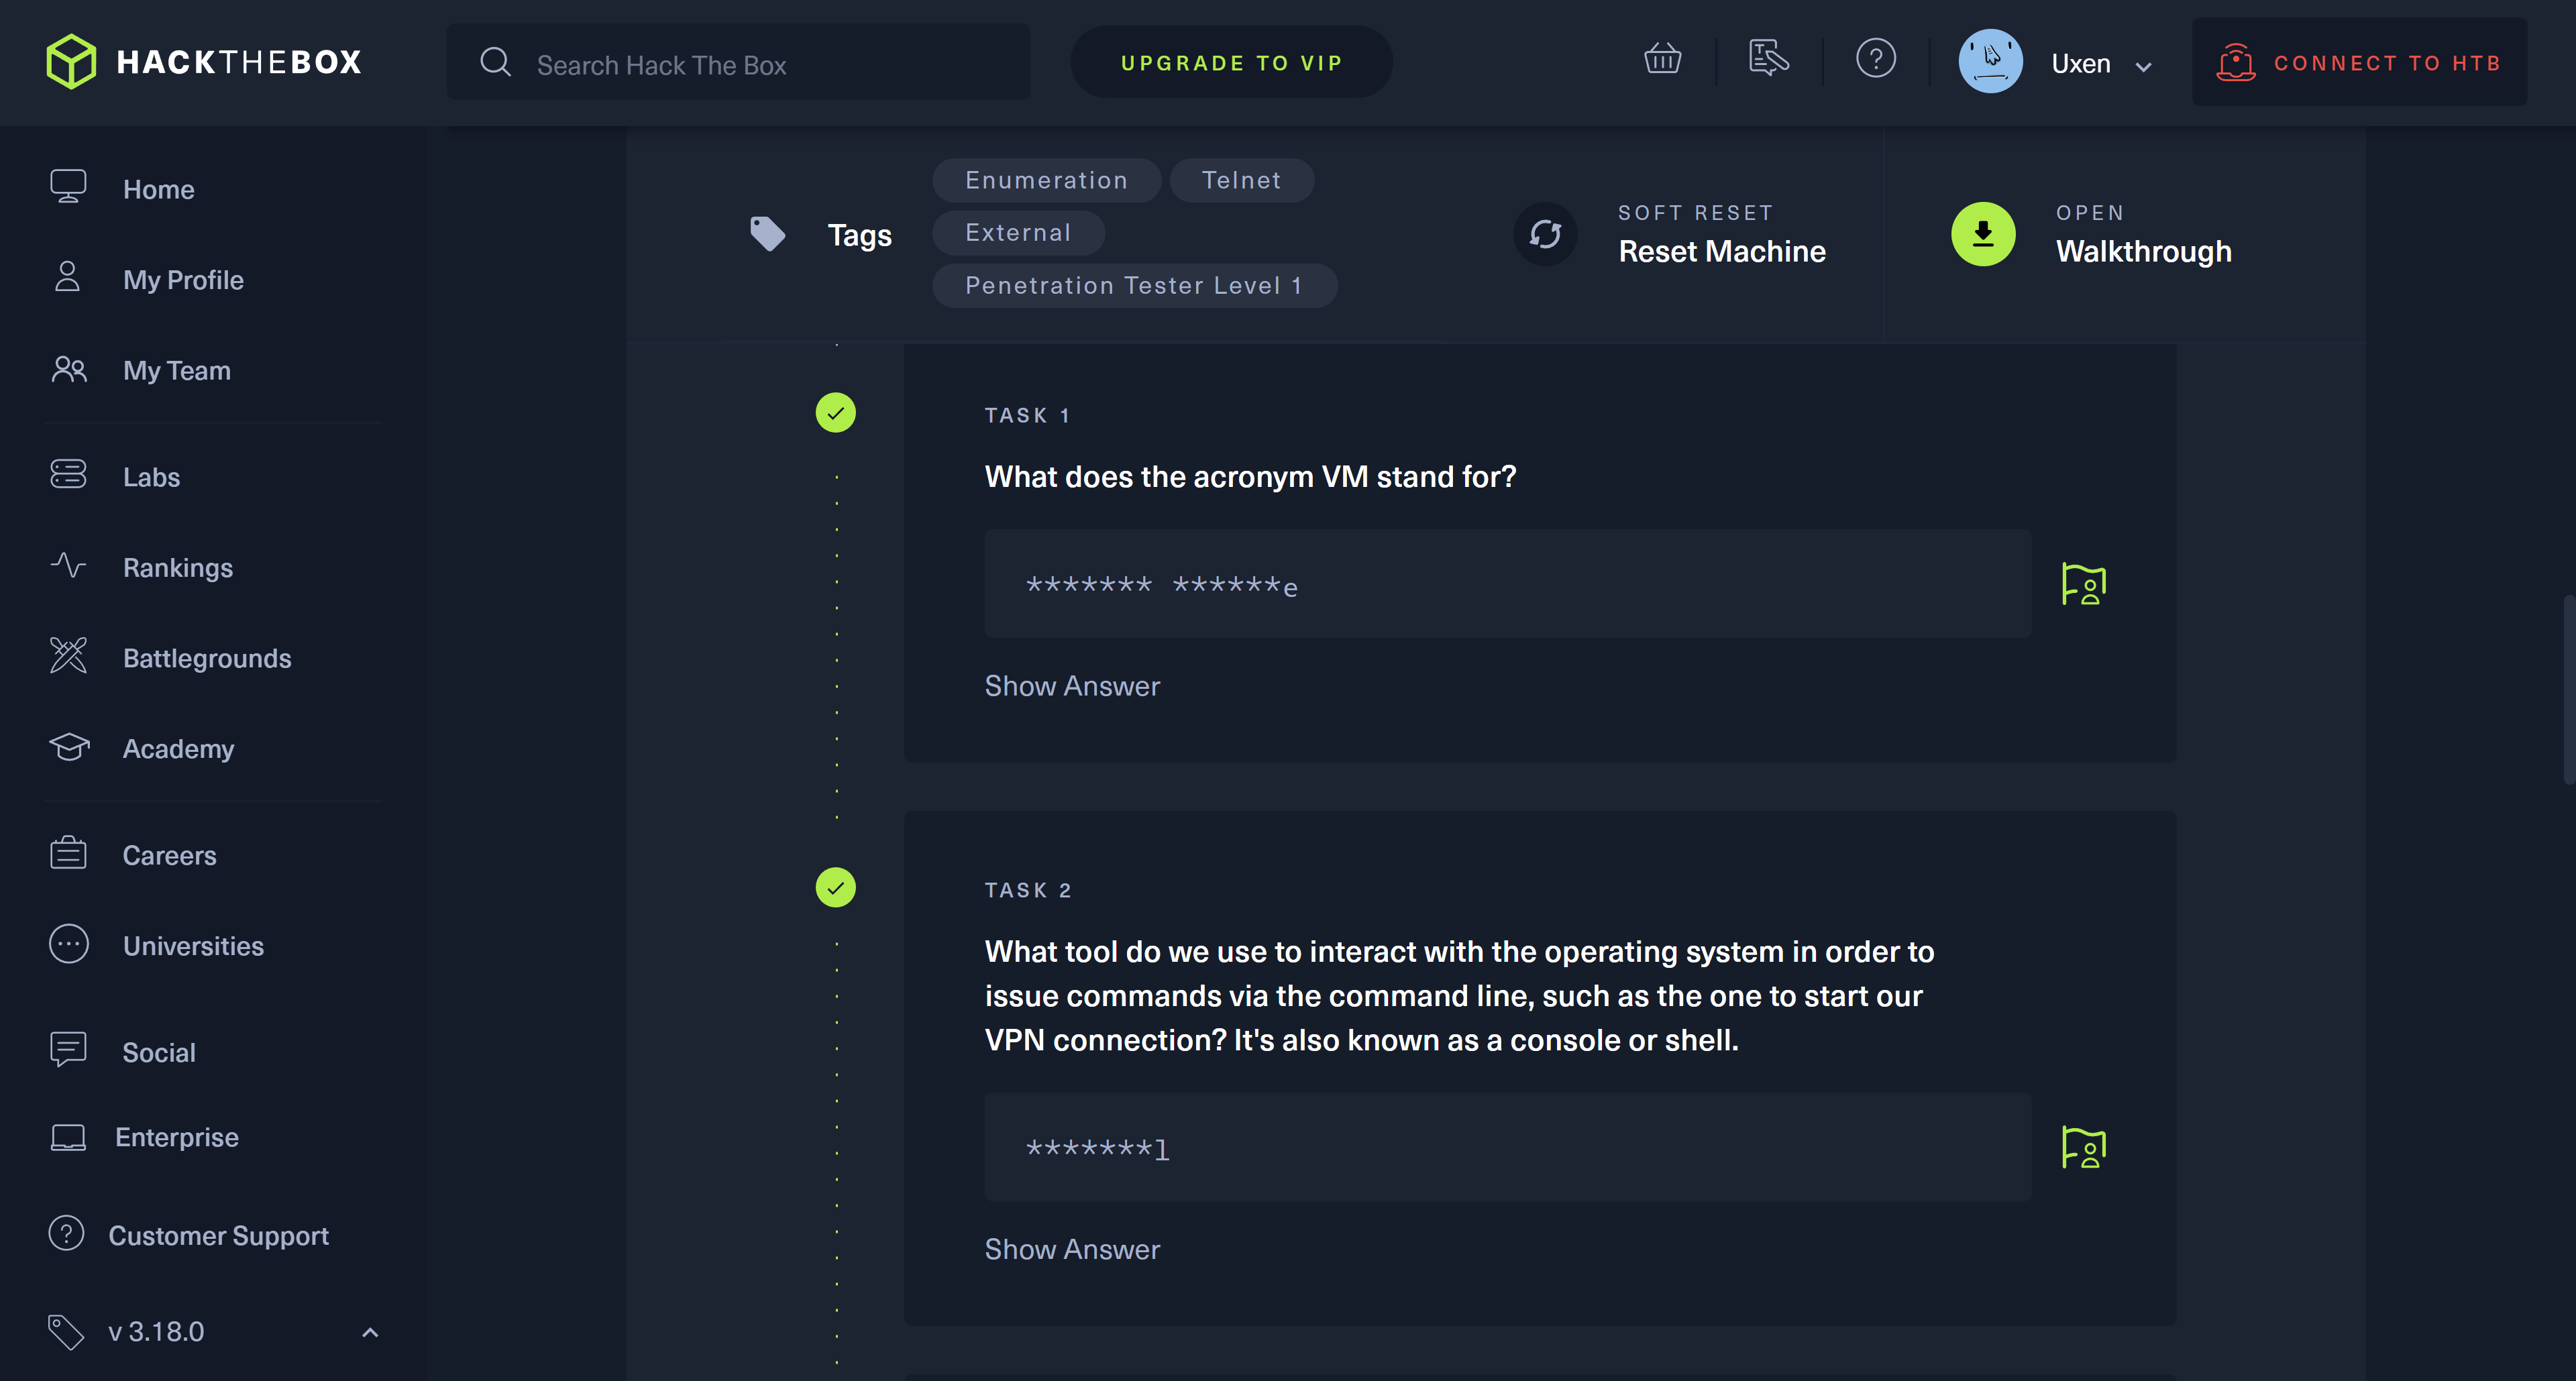 HACKTHEBOX
Search Hack The Box
UPGRADE TO VIP
Uxen
CONNECT TO HTB
Home
My Profile
My Team
Labs
Rankings
Battlegrounds
Academy
Careers
Universities
Social
Enterprise
Customer Support
v 3.18.0
Tags
Enumeration
Telnet
External
Penetration Tester Level 1
SOFT RESET
Reset Machine
OPEN
Walkthrough
TASK 1
What does the acronym VM stand for?
******* ******e
Show Answer
TASK 2
What tool do we use to interact with the operating system in order to
issue commands via the command line, such as the one to start our
VPN connection? It's also known as a console or shell.
*******l
Show Answer